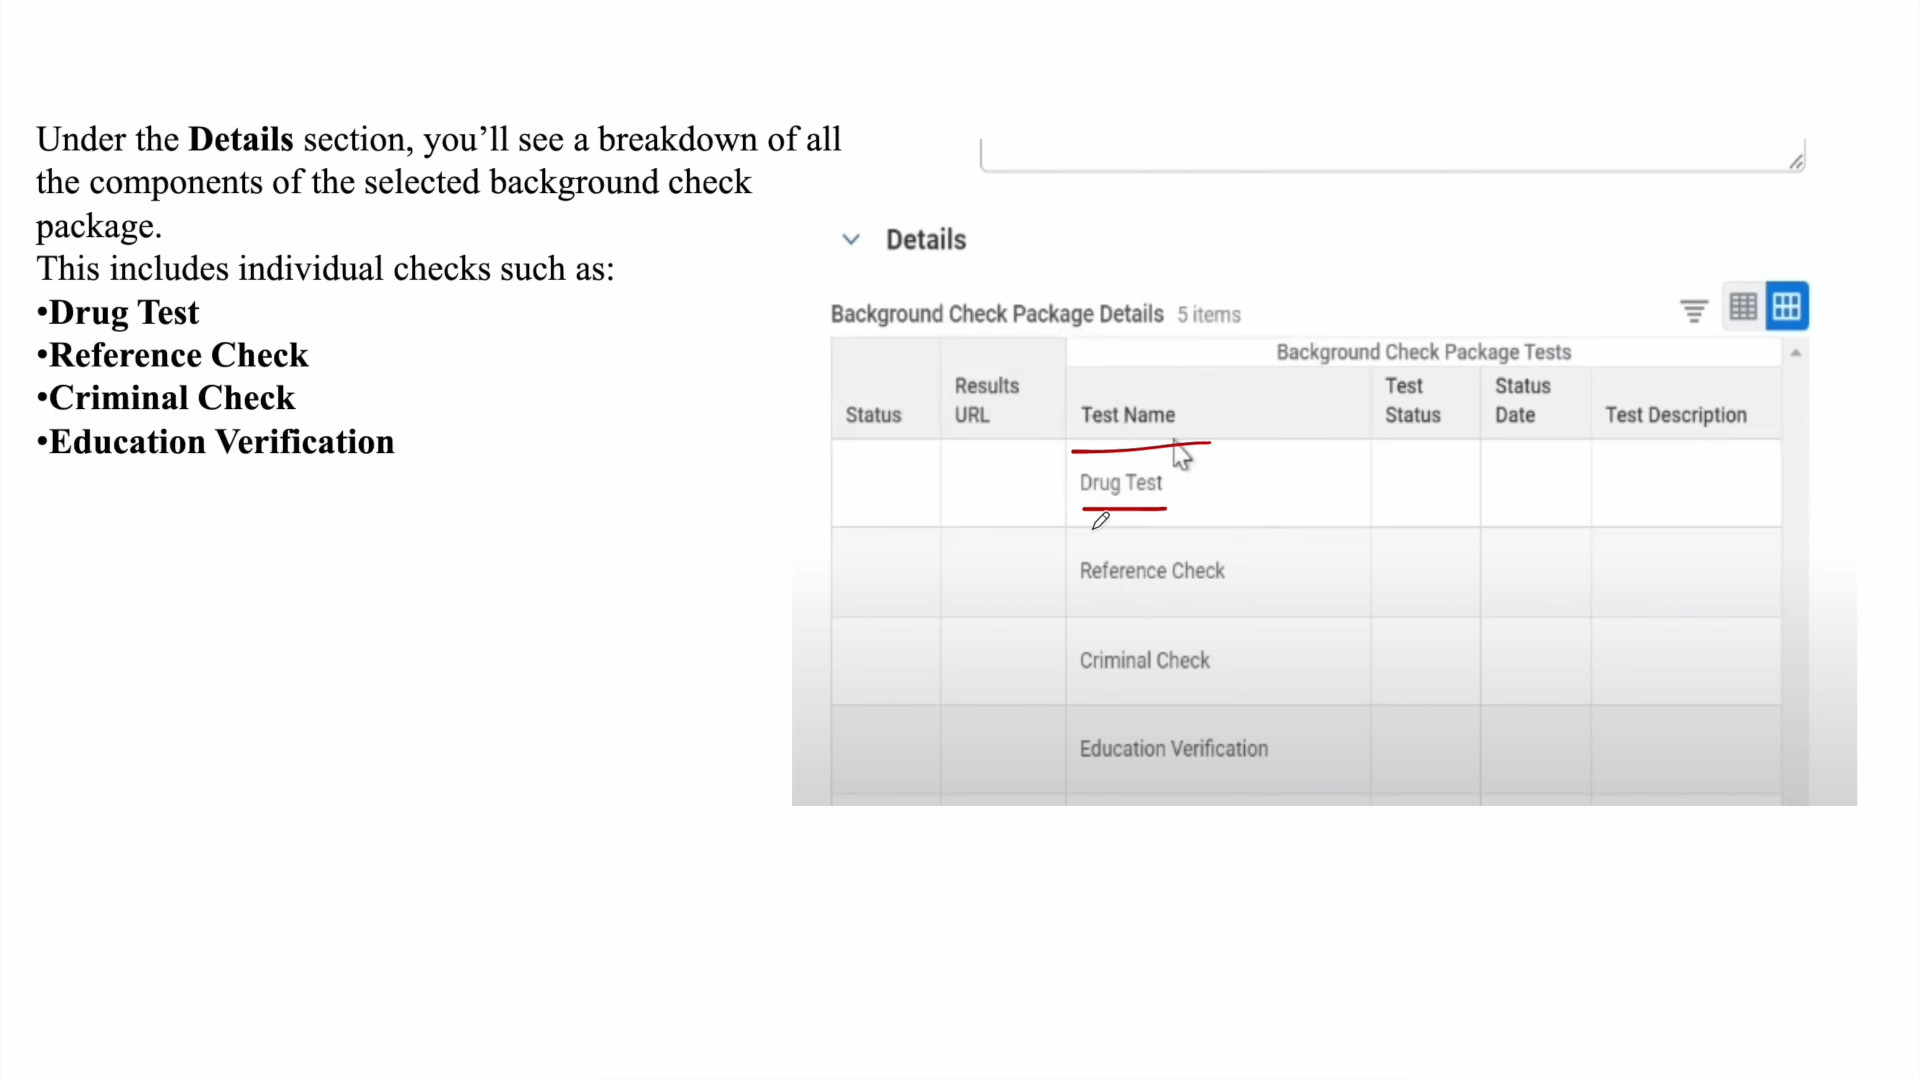 Under the Details section, you’ll see a breakdown of all
the components of the selected background check
package.
This includes individual checks such as:
•Drug Test
•Reference Check
•Criminal Check
•Education Verification
Details
Background Check Package Details 5 items
Background Check Package Tests
Status
Results URL
Test Name
Test Status
Status Date
Test Description
Drug Test
Reference Check
Criminal Check
Education Verification